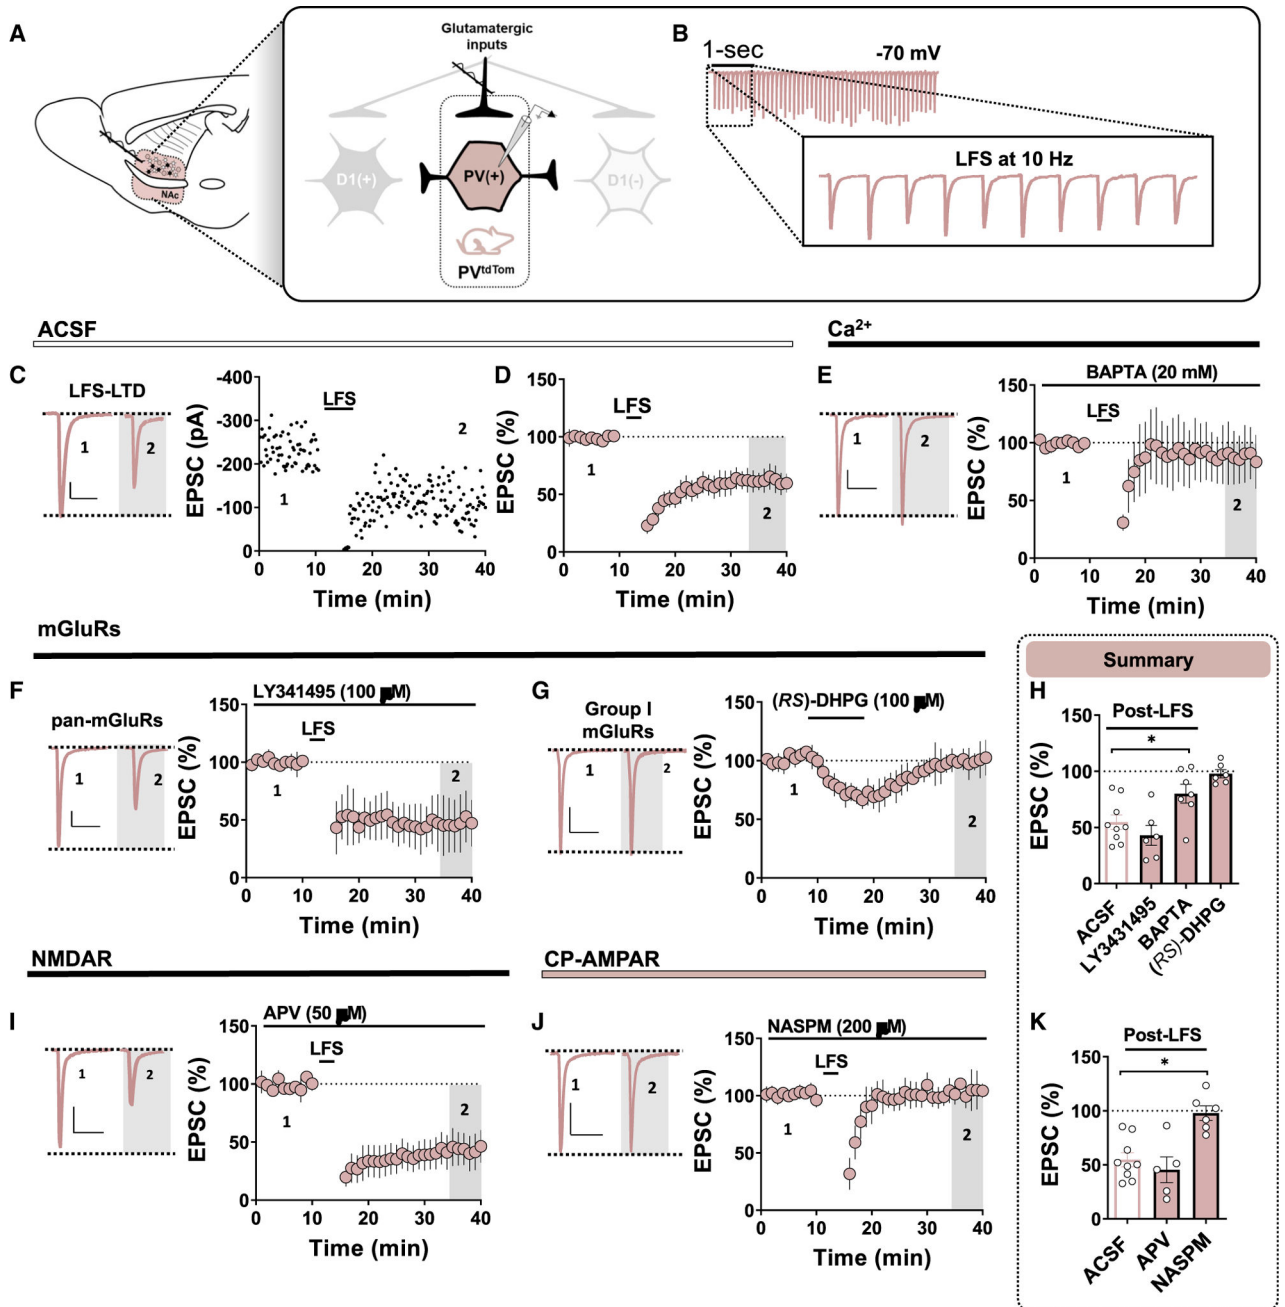 A
Glutamatergic
inputs
D1(+)
PV(+)
D1(-)
NAc
PVtdTom
B
1-sec
-70 mV
LFS at 10 Hz
ACSF
Ca2+
C
LFS-LTD
1
2
EPSC (pA)
-400
-300
-200
-100
0
LFS
1
2
0
10
20
30
40
Time (min)
D
EPSC (%)
150
100
50
0
LFS
1
2
0
10
20
30
40
Time (min)
E
1
2
BAPTA (20 mM)
EPSC (%)
150
100
50
0
LFS
1
2
0
10
20
30
40
Time (min)
mGluRs
F
pan-mGluRs
1
2
LY341495 (100 M)
EPSC (%)
150
100
50
0
LFS
1
2
0
10
20
30
40
Time (min)
G
Group I
mGluRs
1
2
(RS)-DHPG (100 M)
EPSC (%)
150
100
50
0
1
2
0
10
20
30
40
Time (min)
Summary
H
Post-LFS
*
EPSC (%)
150
100
50
0
ACSF
LY3431495
BAPTA
(RS)-DHPG
NMDAR
CP-AMPAR
I
1
2
APV (50 M)
EPSC (%)
150
100
50
0
LFS
1
2
0
10
20
30
40
Time (min)
J
1
2
NASPM (200 M)
EPSC (%)
150
100
50
0
LFS
1
2
0
10
20
30
40
Time (min)
K
Post-LFS
*
EPSC (%)
150
100
50
0
ACSF
APV
NASPM